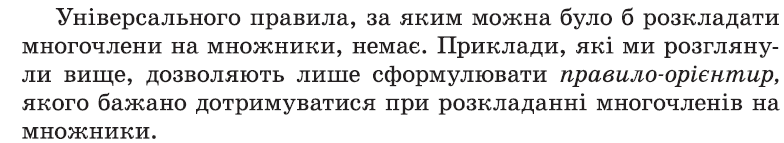 Універсального правила, за яким можна було б розкладати
многочлени на множники, немає. Приклади, які ми розгляну-
ли вище, дозволяють лише сформулювати правило-орієнтир,
якого бажано дотримуватися при розкладанні многочленів на
множники.